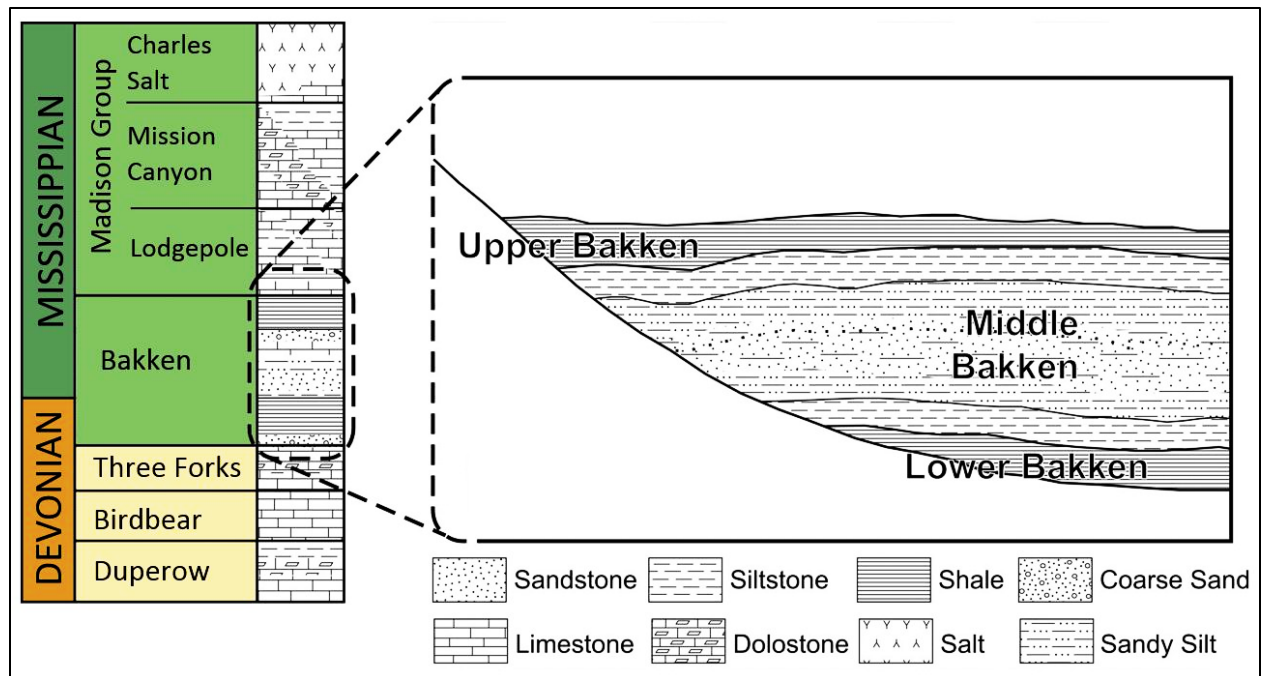 MISSISSIPPIAN
DEVONIAN
Madison Group
Charles
Salt
Mission
Canyon
Lodgepole
Bakken
Three Forks
Birdbear
Duperow
Upper Bakken
Middle
Bakken
Lower Bakken
Sandstone
Siltstone
Shale
Coarse Sand
Limestone
Dolostone
Salt
Sandy Silt